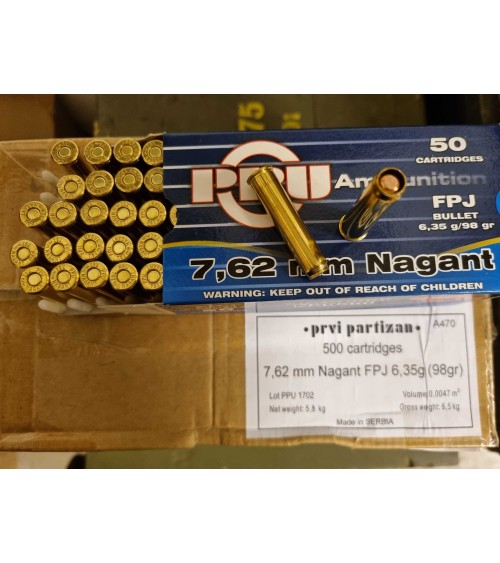 75
PPU
Ammunition
50
CARTRIDGES
FPJ
BULLET
6,35 g/98 gr
7,62 mm Nagant
WARNING: KEEP OUT OF REACH OF CHILDREN
•prvi partizan•
A470
500 cartridges
7,62 mm Nagant FPJ 6,35g (98gr)
Lot PPU 1702
Volume 0,0047 m³
Net weight: 5,8 kg
Gross weight: 6,5 kg
Made in SERBIA